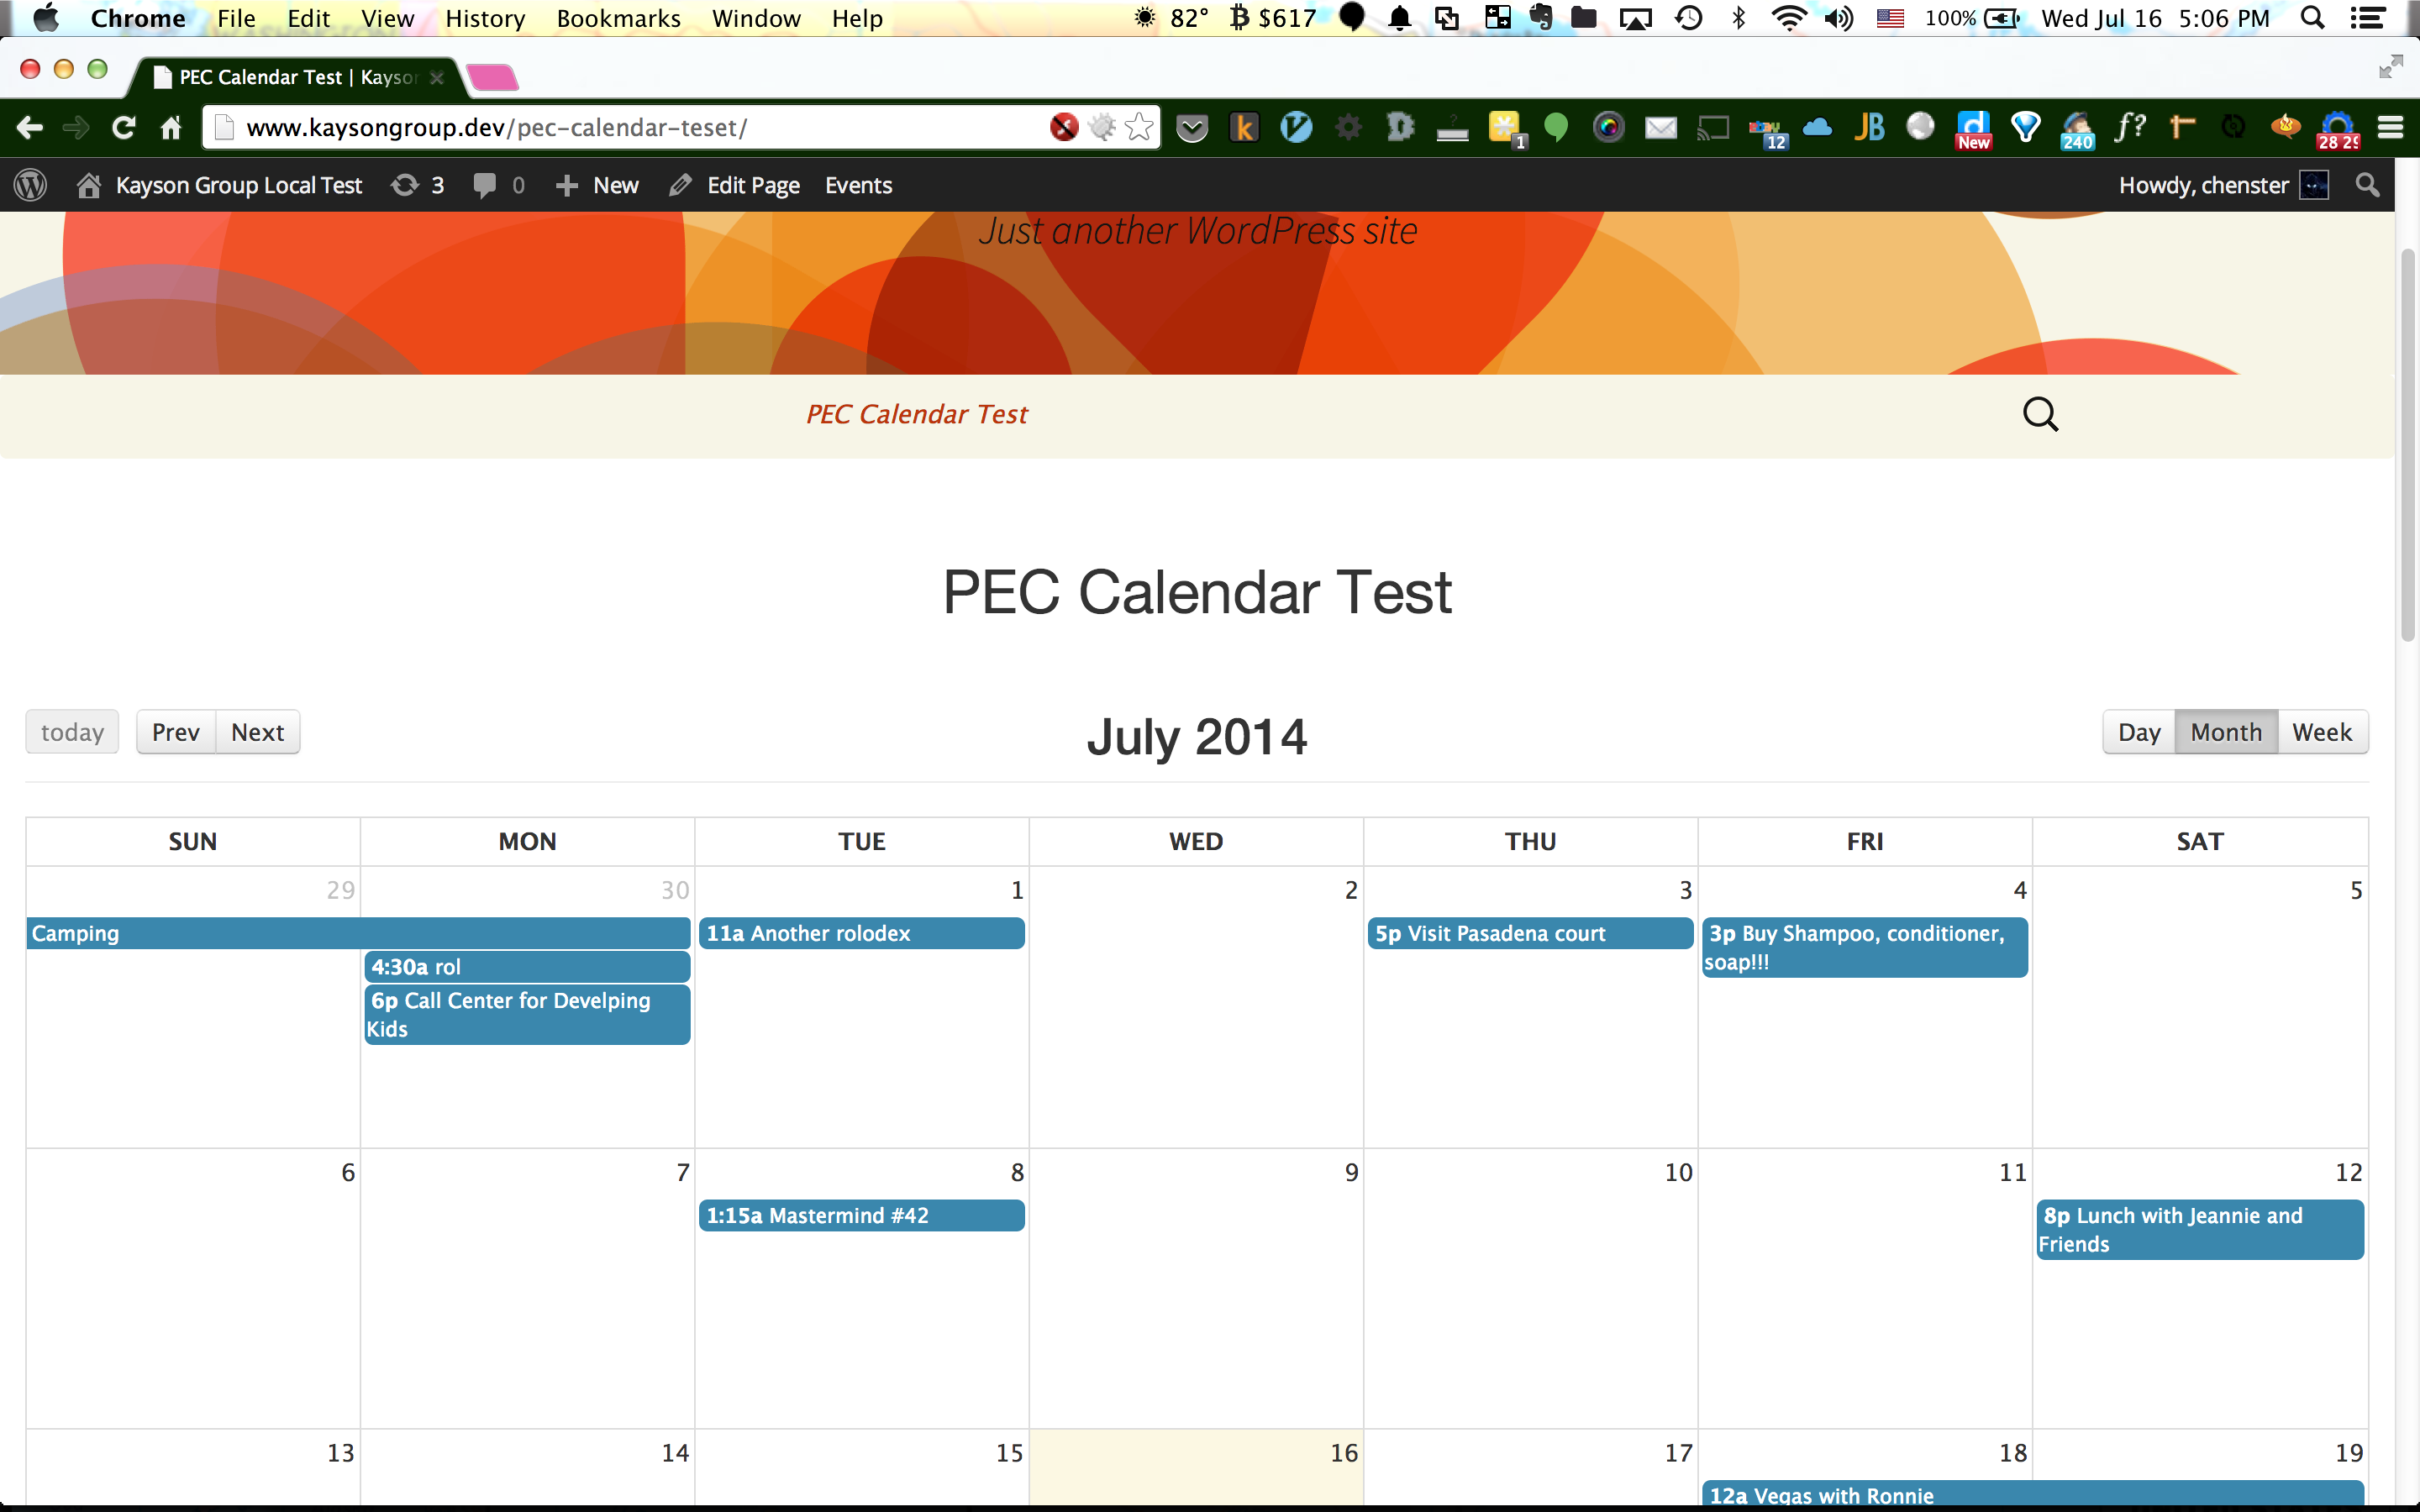 Chrome File Edit View History Bookmarks Window Help 82° $617 100% Wed Jul 16 5:06 PM
PEC Calendar Test | Kayso
www.kaysongroup.dev/pec-calendar-teset/
k 1 12 JB d New 240 f? 28 29
Kayson Group Local Test 3 0 New Edit Page Events Howdy, chenster
Just another WordPress site
PEC Calendar Test
PEC Calendar Test
today Prev Next July 2014 Day Month Week
SUN MON TUE WED THU FRI SAT
29 30 1 2 3 4 5
Camping
4:30a rol
6p Call Center for Develping
Kids
11a Another rolodex
5p Visit Pasadena court
3p Buy Shampoo, conditioner,
soap!!!
6 7 8 9 10 11 12
1:15a Mastermind #42
8p Lunch with Jeannie and
Friends
13 14 15 16 17 18 19
12a Vegas with Ronnie